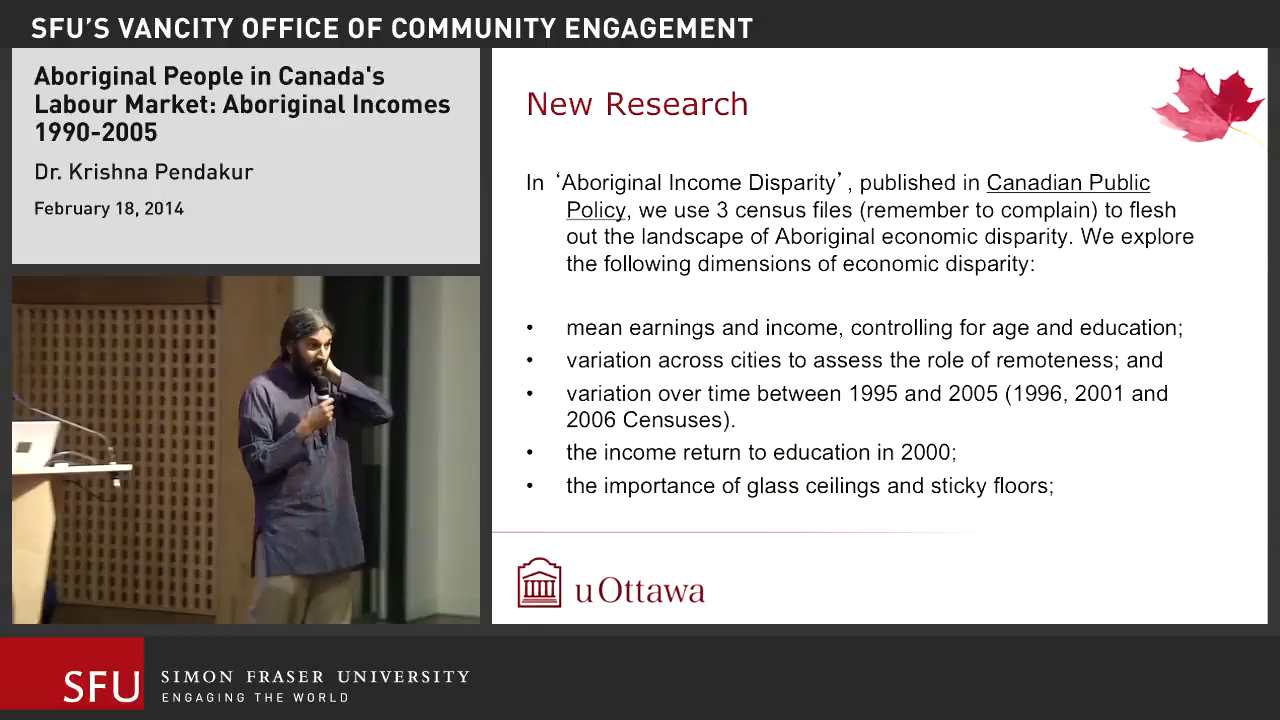 SFU'S VANCITY OFFICE OF COMMUNITY ENGAGEMENT
Aboriginal People in Canada's
Labour Market: Aboriginal Incomes
1990-2005
Dr. Krishna Pendakur
February 18, 2014
New Research
In ‘Aboriginal Income Disparity’, published in Canadian Public
Policy, we use 3 census files (remember to complain) to flesh
out the landscape of Aboriginal economic disparity. We explore
the following dimensions of economic disparity:
• mean earnings and income, controlling for age and education;
• variation across cities to assess the role of remoteness; and
• variation over time between 1995 and 2005 (1996, 2001 and
2006 Censuses).
• the income return to education in 2000;
• the importance of glass ceilings and sticky floors;
uOttawa
SFU
SIMON FRASER UNIVERSITY
ENGAGING THE WORLD